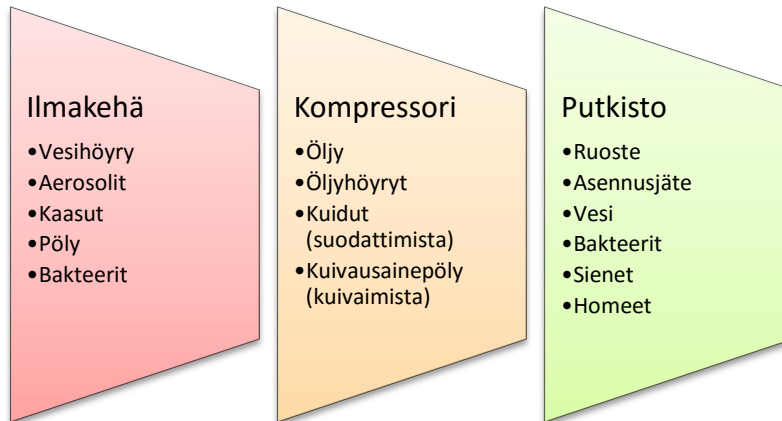 Ilmakehä
•Vesihöyry
•Aerosolit
•Kaasut
•Pöly
•Bakteerit
Kompressori
•Öljy
•Öljyhöyryt
•Kuidut
(suodattimista)
•Kuivausainepöly
(kuivaimista)
Putkisto
•Ruoste
•Asennusjäte
•Vesi
•Bakteerit
•Sienet
•Homeet